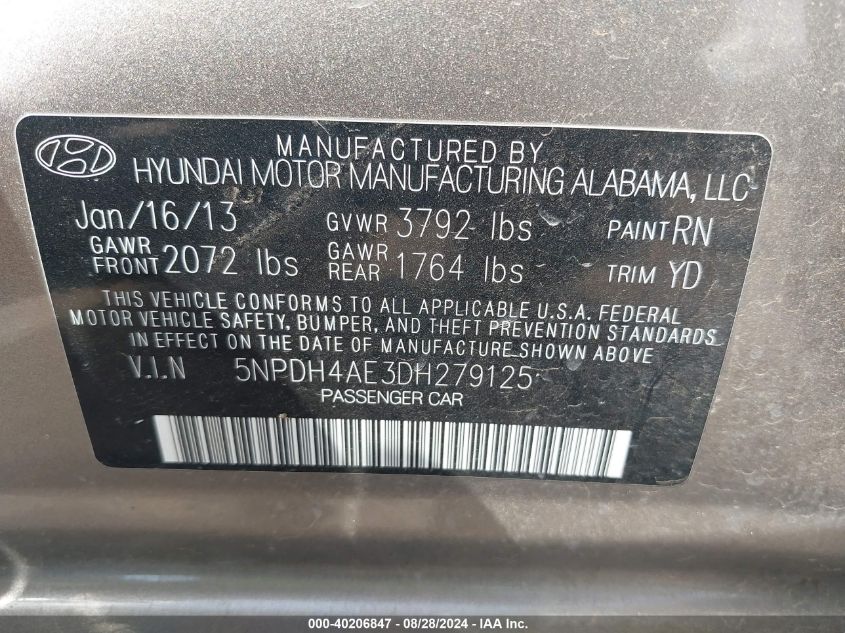 MANUFACTURED BY
HYUNDAI MOTOR MANUFACTURING ALABAMA, LLC
Jan/16/13 GVWR 3792 lbs PAINT RN
GAWR FRONT 2072 lbs GAWR REAR 1764 lbs TRIM YD
THIS VEHICLE CONFORMS TO ALL APPLICABLE U.S.A. FEDERAL
MOTOR VEHICLE SAFETY, BUMPER, AND THEFT PREVENTION STANDARDS
IN EFFECT ON THE DATE OF MANUFACTURE SHOWN ABOVE.
V.I.N 5NPDH4AE3DH279125
PASSENGER CAR
000-40206847 - 08/28/2024 - IAA Inc.